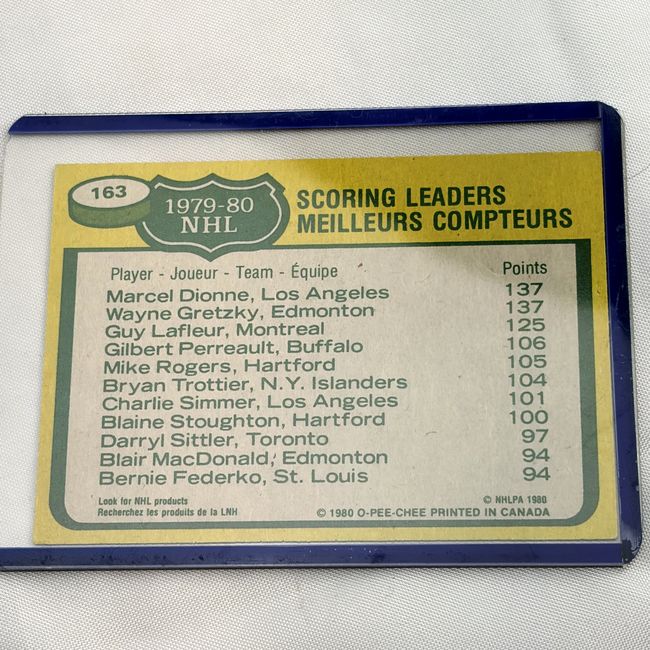 163
1979-80
NHL
SCORING LEADERS
MEILLEURS COMPTEURS
Player - Joueur - Team - Équipe Points
Marcel Dionne, Los Angeles 137
Wayne Gretzky, Edmonton 137
Guy Lafleur, Montreal 125
Gilbert Perreault, Buffalo 106
Mike Rogers, Hartford 105
Bryan Trottier, N.Y. Islanders 104
Charlie Simmer, Los Angeles 101
Blaine Stoughton, Hartford 100
Darryl Sittler, Toronto 97
Blair MacDonald, Edmonton 94
Bernie Federko, St. Louis 94
Look for NHL products © NHLPA 1980
Recherchez les produits de la LNH © 1980 O-PEE-CHEE PRINTED IN CANADA